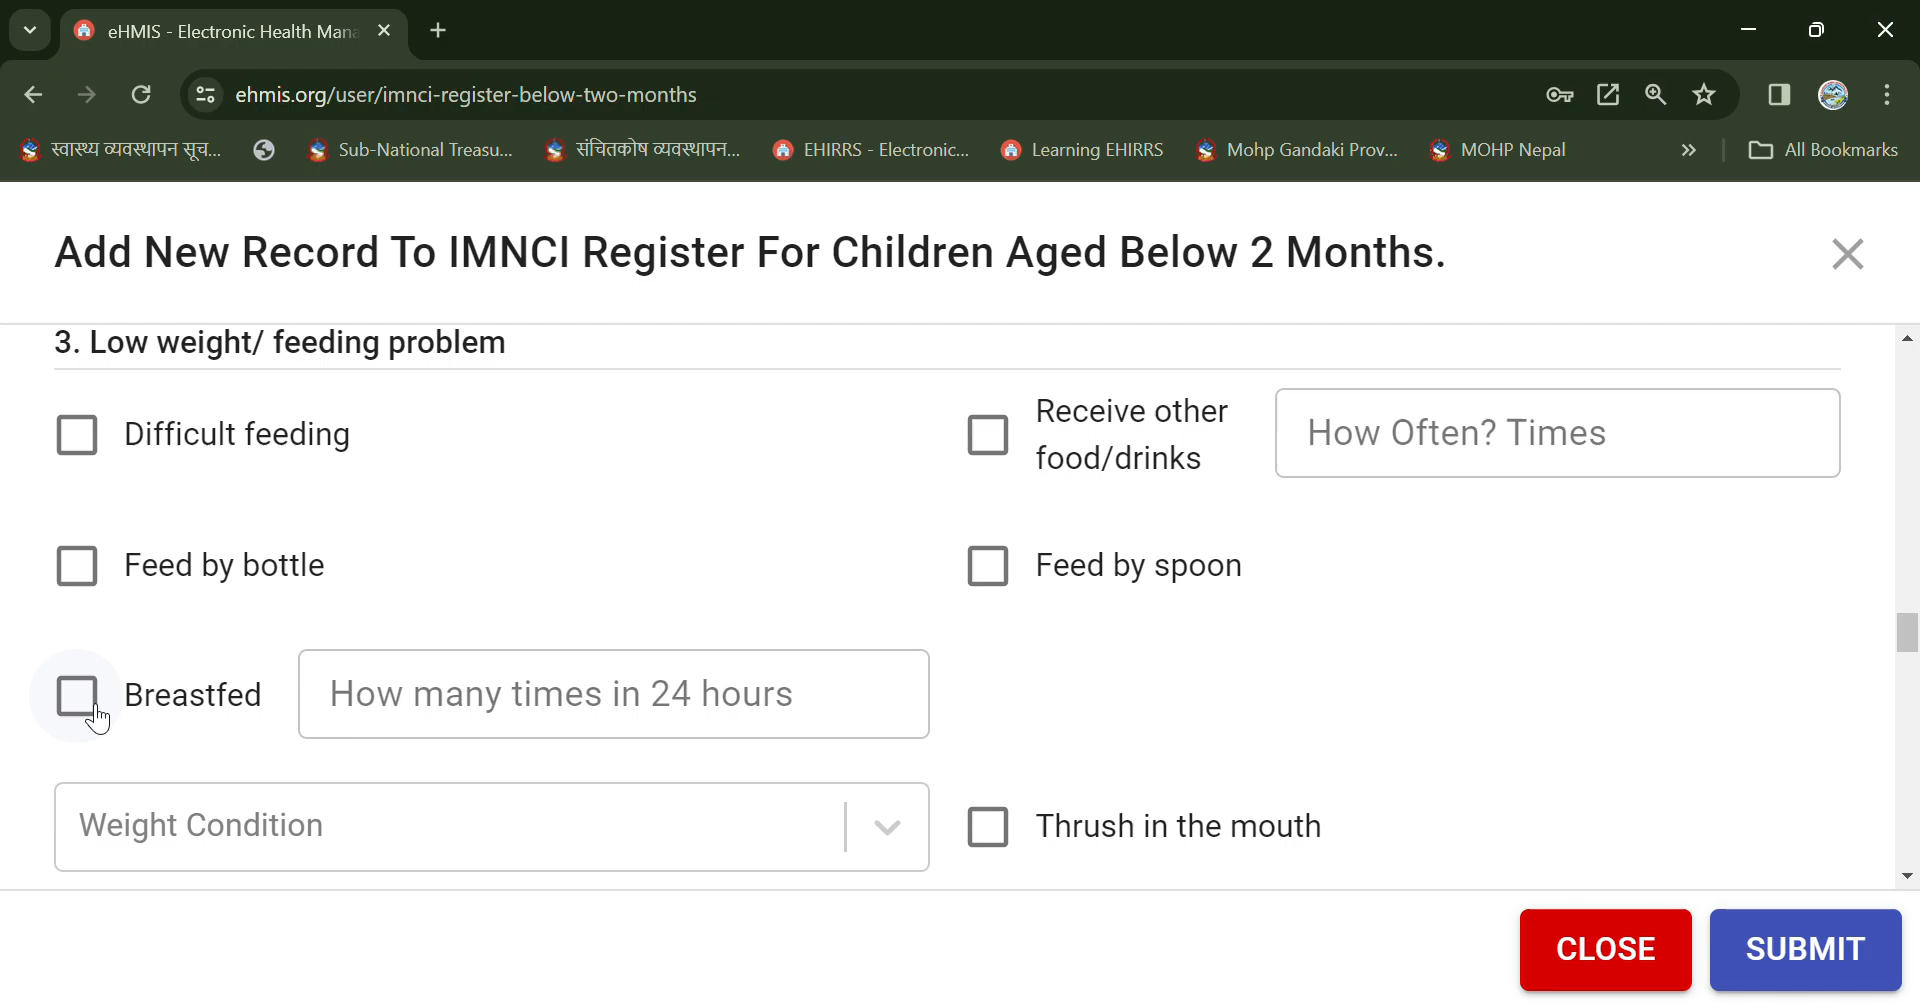 eHMIS - Electronic Health Mana
ehmis.org/user/imnci-register-below-two-months
स्वास्थ्य व्यवस्थापन सूच...
Sub-National Treasu...
संचितकोष व्यवस्थापन...
EHIRRS - Electronic...
Learning EHIRRS
Mohp Gandaki Prov...
MOHP Nepal
All Bookmarks
Add New Record To IMNCI Register For Children Aged Below 2 Months.
3. Low weight/ feeding problem
Difficult feeding
Receive other
food/drinks
How Often? Times
Feed by bottle
Feed by spoon
Breastfed
How many times in 24 hours
Weight Condition
Thrush in the mouth
CLOSE
SUBMIT